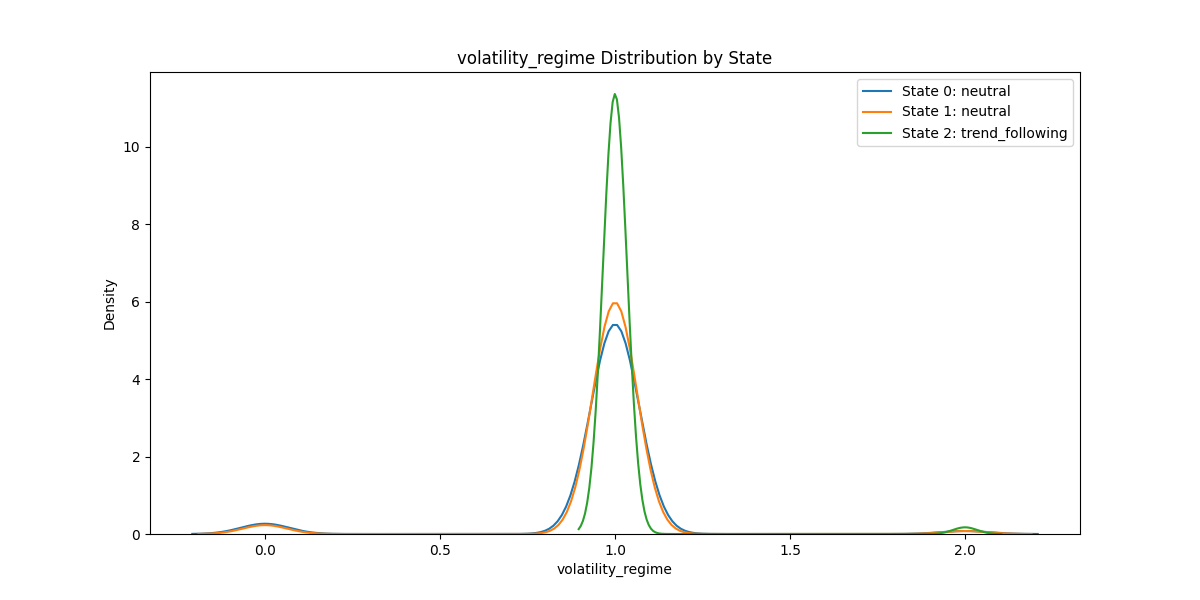 volatility_regime Distribution by State
State 0: neutral
State 1: neutral
State 2: trend_following
Density
10
8
6
4
2
0
0.0 0.5 1.0 1.5 2.0
volatility_regime